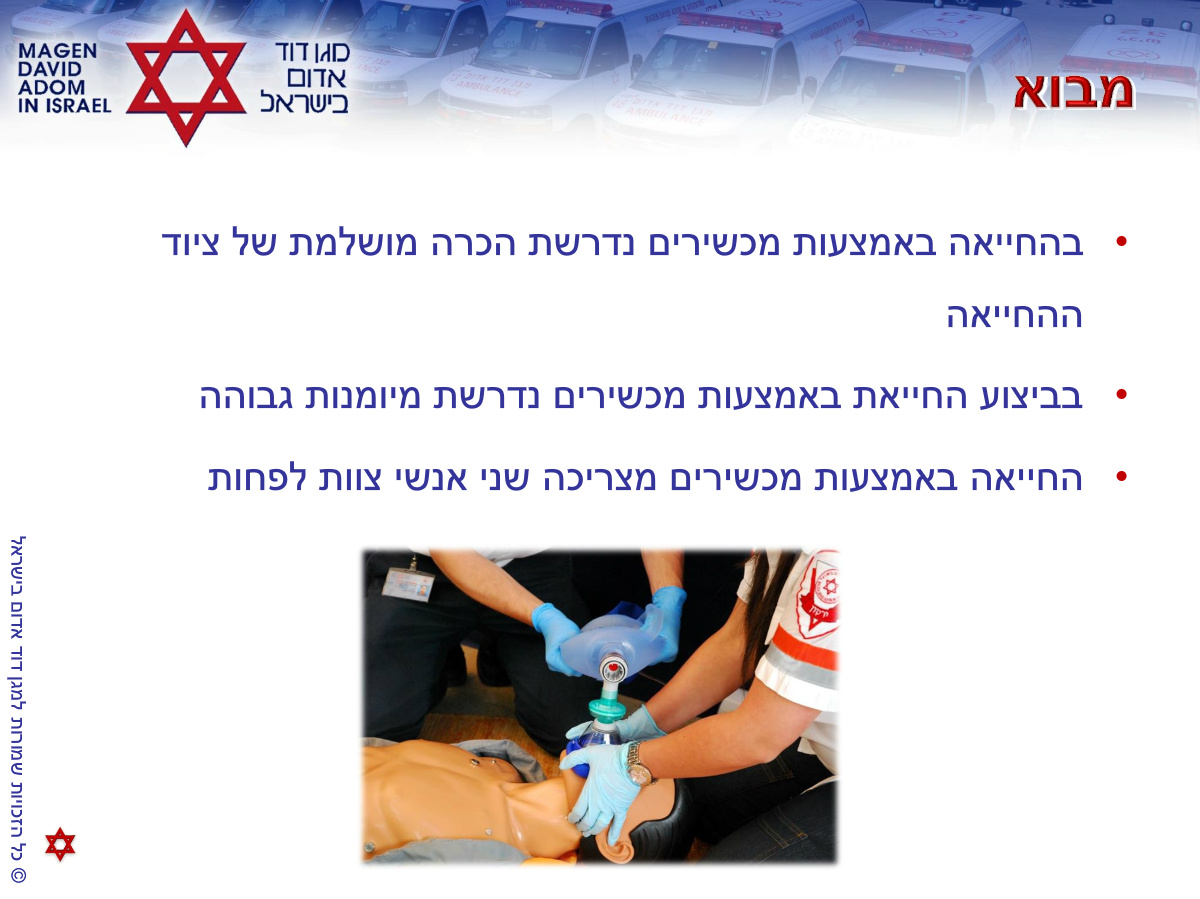 MAGEN
DAVID
ADOM
IN ISRAEL
מגן דוד
אדום
בישראל
מבוא
• בהחייאה באמצעות מכשירים נדרשת הכרה מושלמת של ציוד
ההחייאה
• בביצוע החייאת באמצעות מכשירים נדרשת מיומנות גבוהה
• החייאה באמצעות מכשירים מצריכה שני אנשי צוות לפחות
© כל הזכויות שמורות למגן דוד אדום בישראל